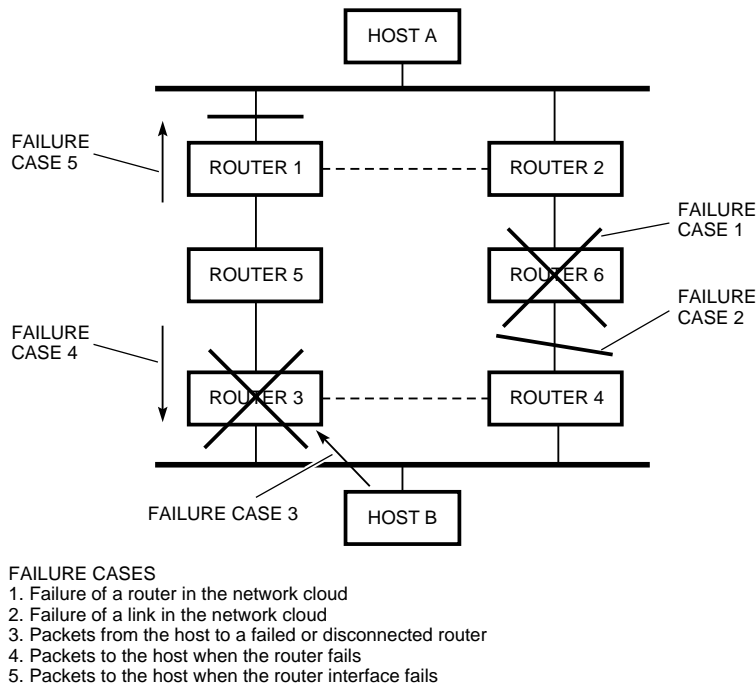 HOST A
FAILURE
CASE 5
ROUTER 1
ROUTER 2
FAILURE
CASE 1
ROUTER 5
ROUTER 6
FAILURE
CASE 2
FAILURE
CASE 4
ROUTER 3
ROUTER 4
FAILURE CASE 3
HOST B
FAILURE CASES
1. Failure of a router in the network cloud
2. Failure of a link in the network cloud
3. Packets from the host to a failed or disconnected router
4. Packets to the host when the router fails
5. Packets to the host when the router interface fails